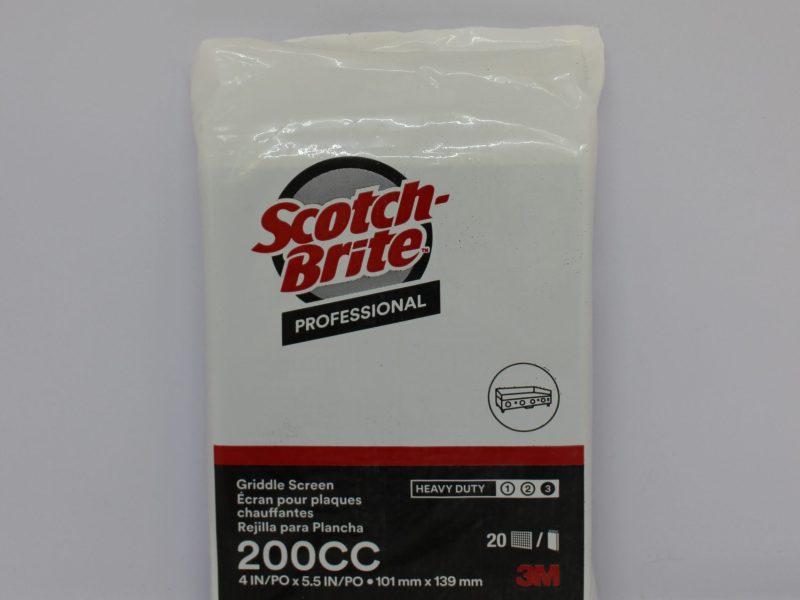 Scotch-
Brite™
PROFESSIONAL
Griddle Screen
Écran pour plaques
chauffantes
Rejilla para Plancha
HEAVY DUTY 1 2 3
200CC
20 /
4 IN/PO x 5.5 IN/PO • 101 mm x 139 mm
3M